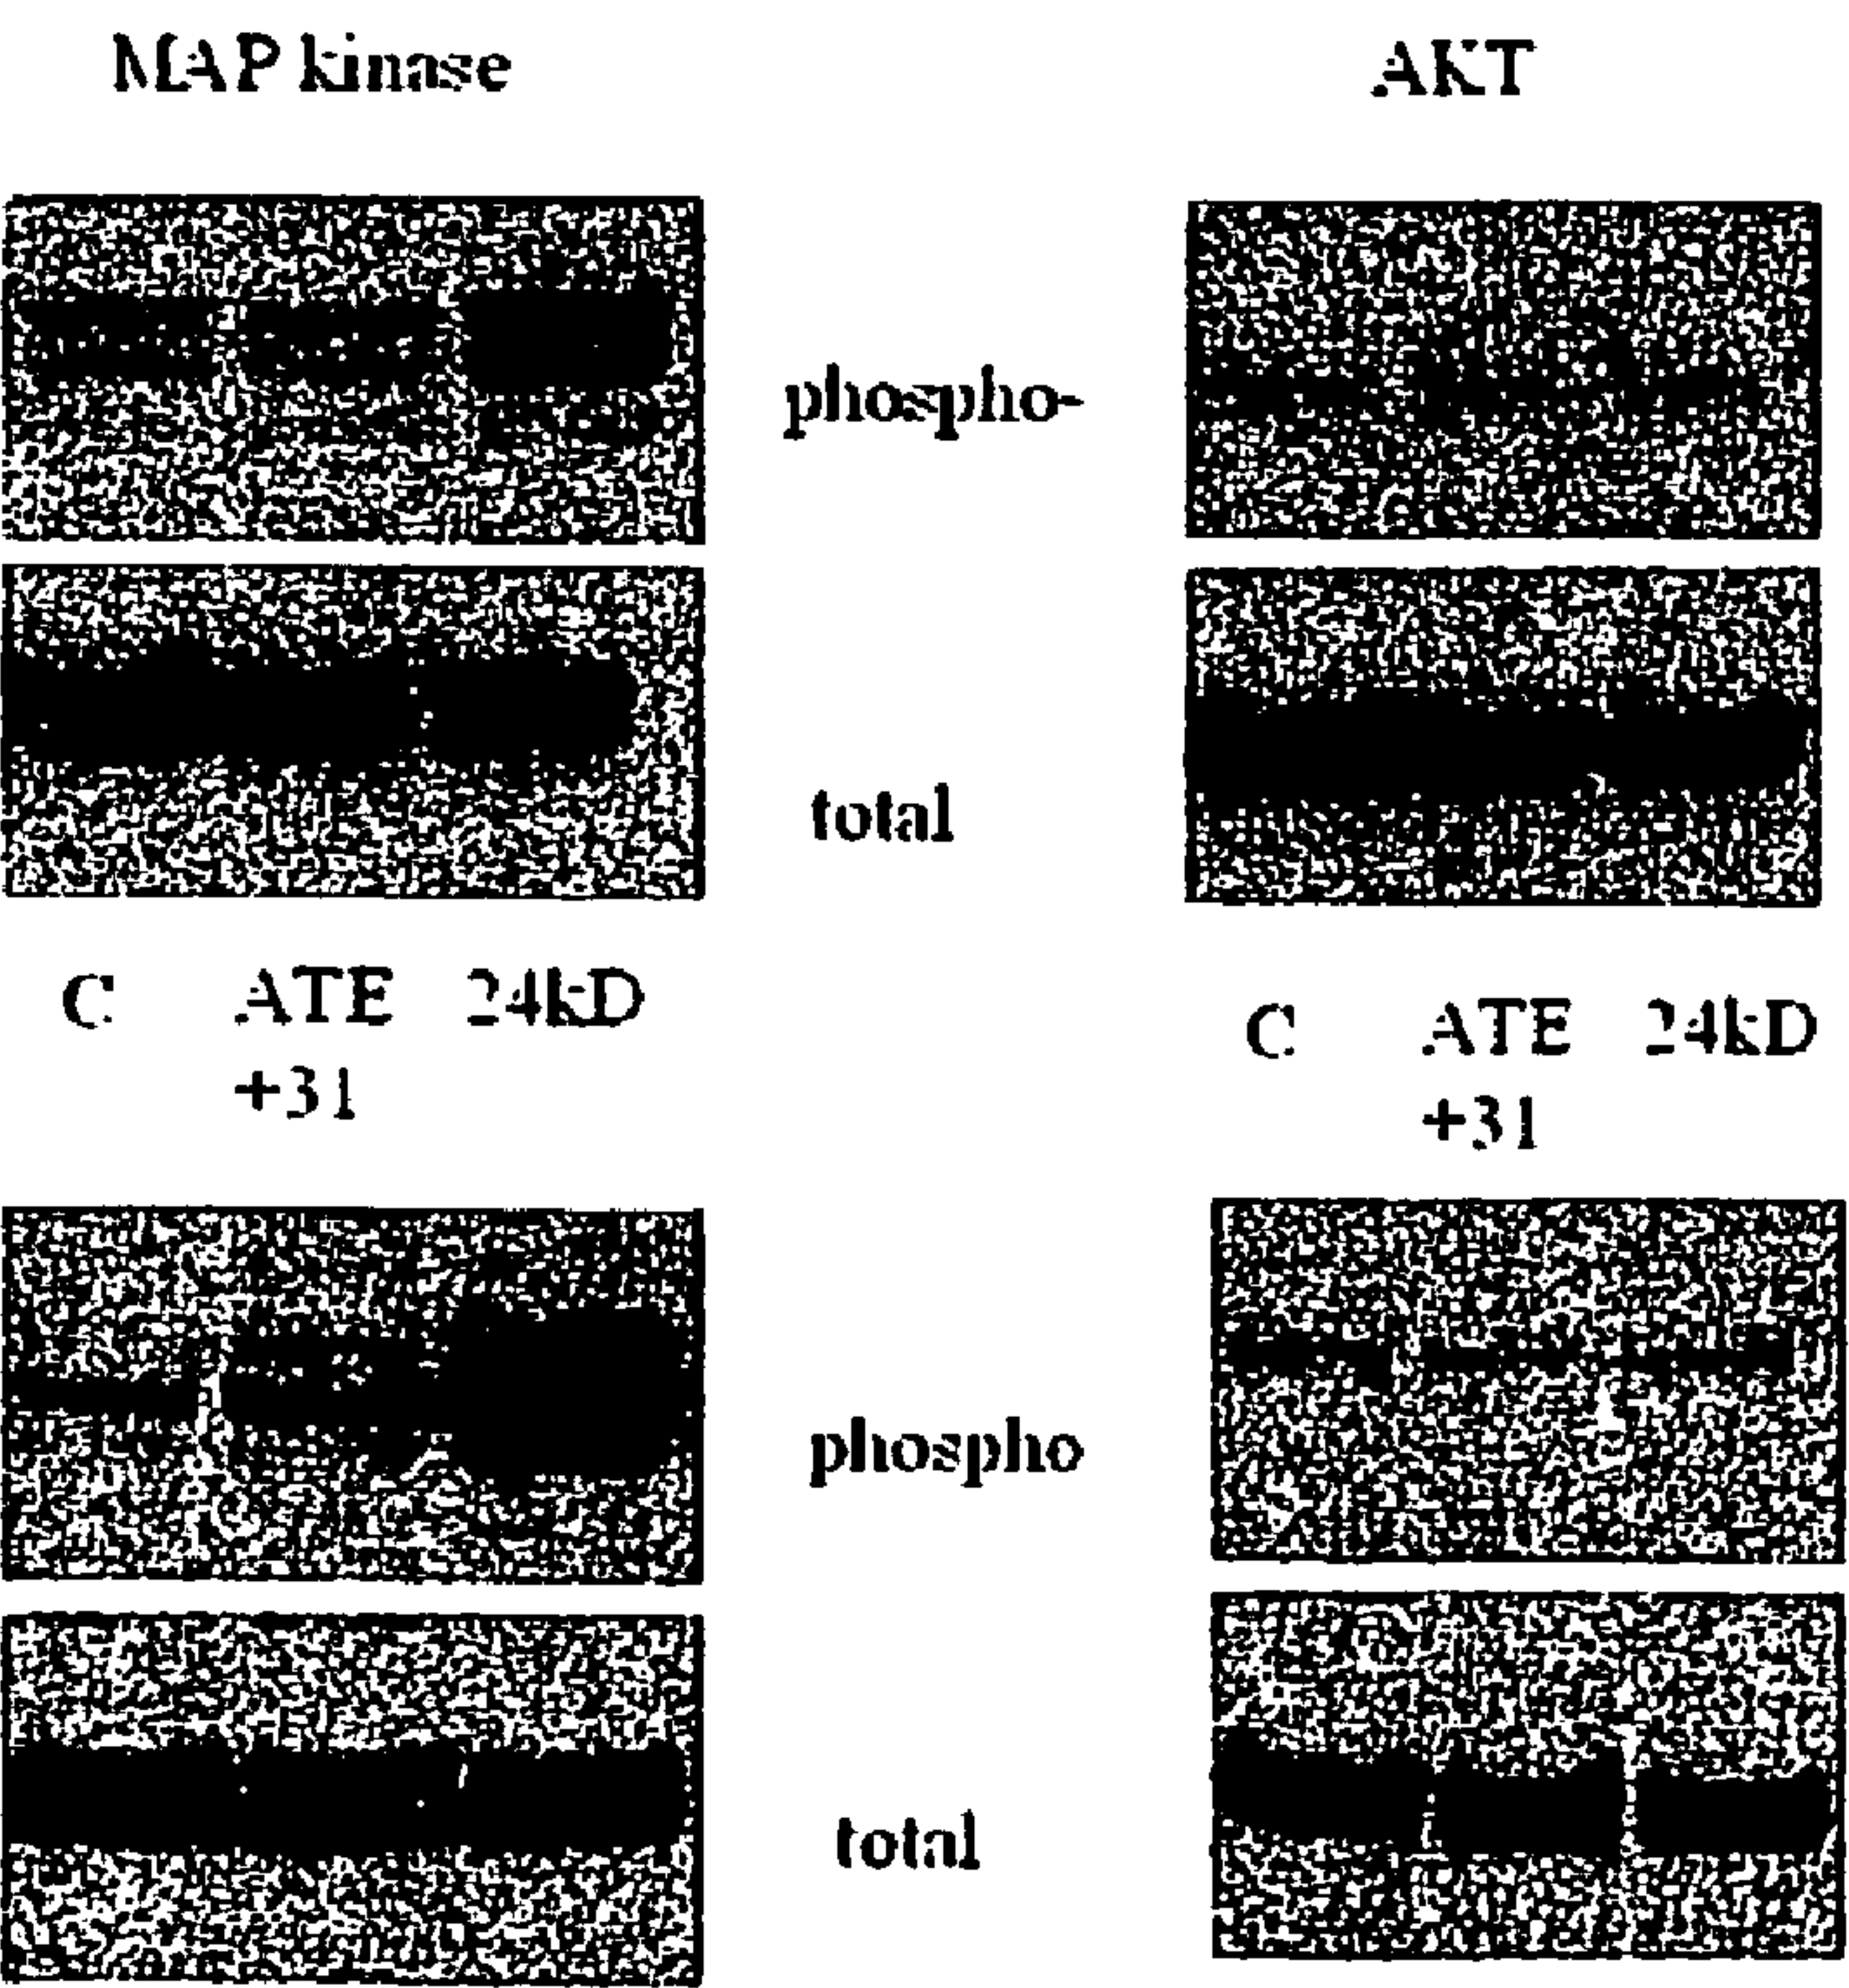 MAP kinase
AKT
phospho-
total
C ATE 24kD
+31
C ATE 24kD
+31
phospho
total